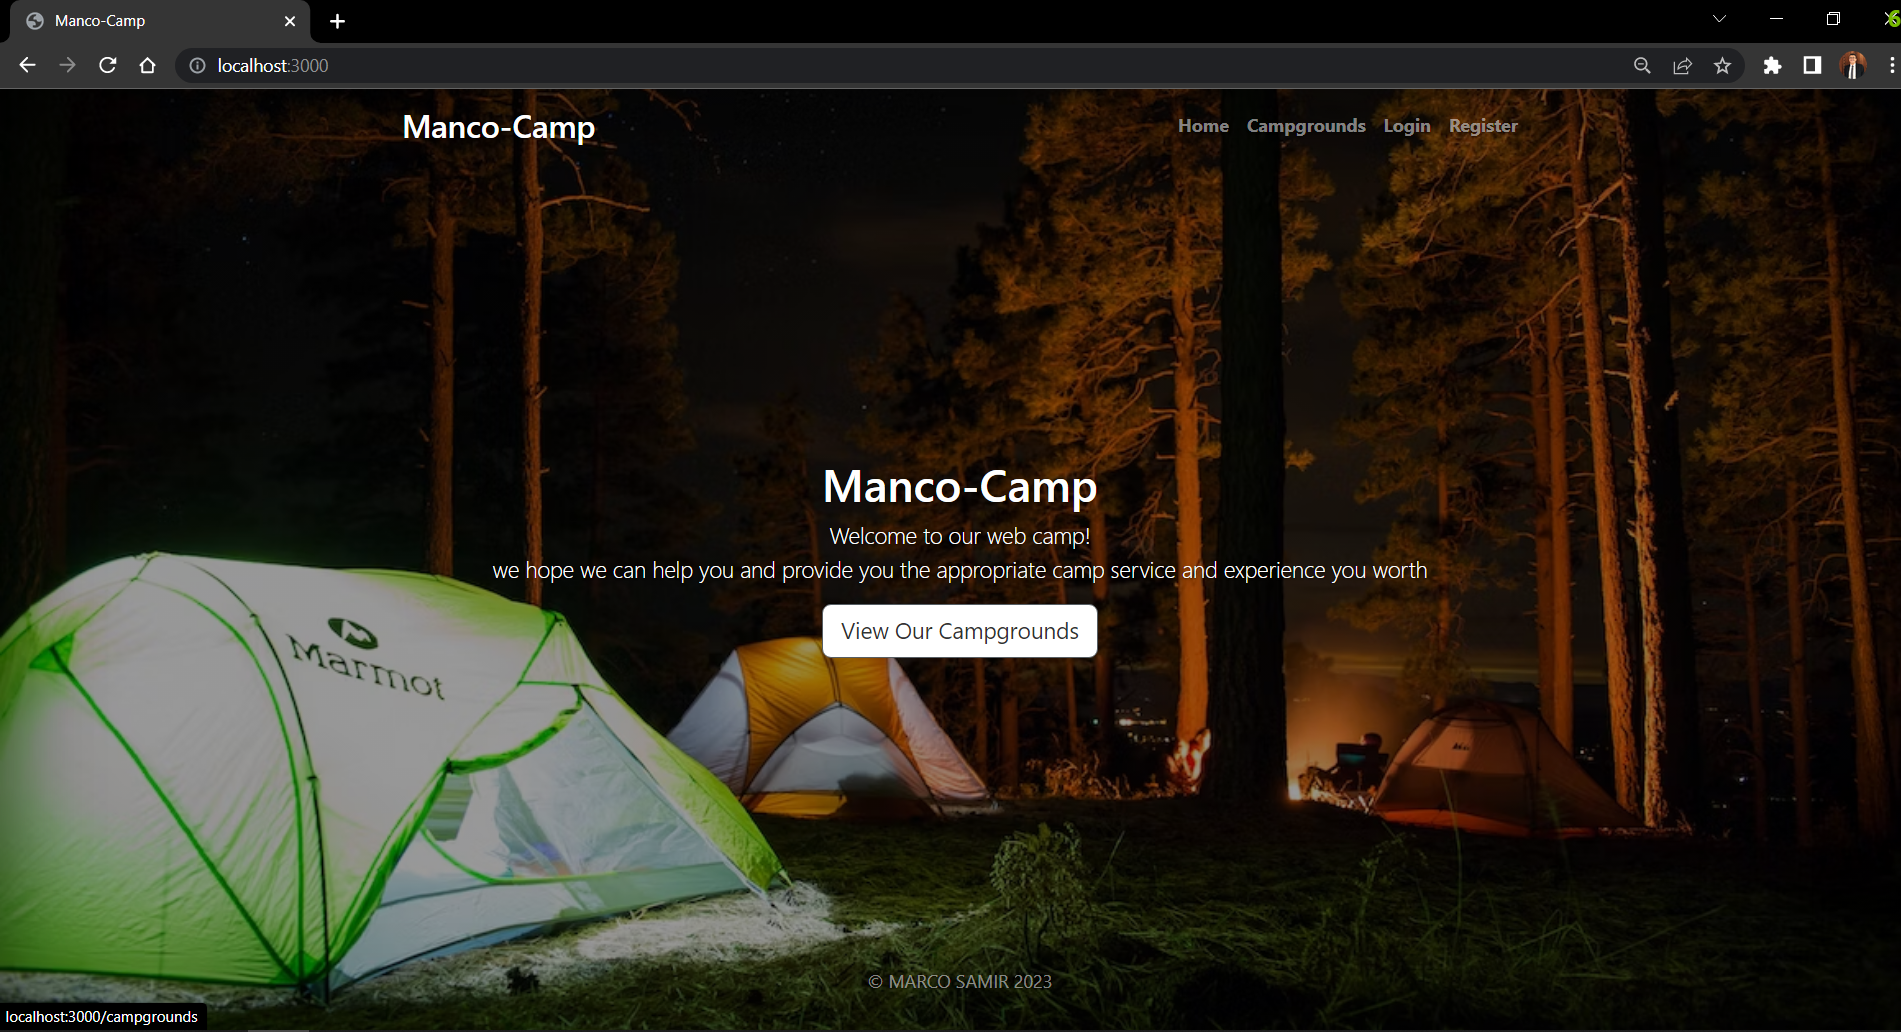 Manco-Camp
localhost:3000
Manco-Camp
Home Campgrounds Login Register
Manco-Camp
Welcome to our web camp!
we hope we can help you and provide you the appropriate camp service and experience you worth
View Our Campgrounds
Marmot
© MARCO SAMIR 2023
localhost:3000/campgrounds